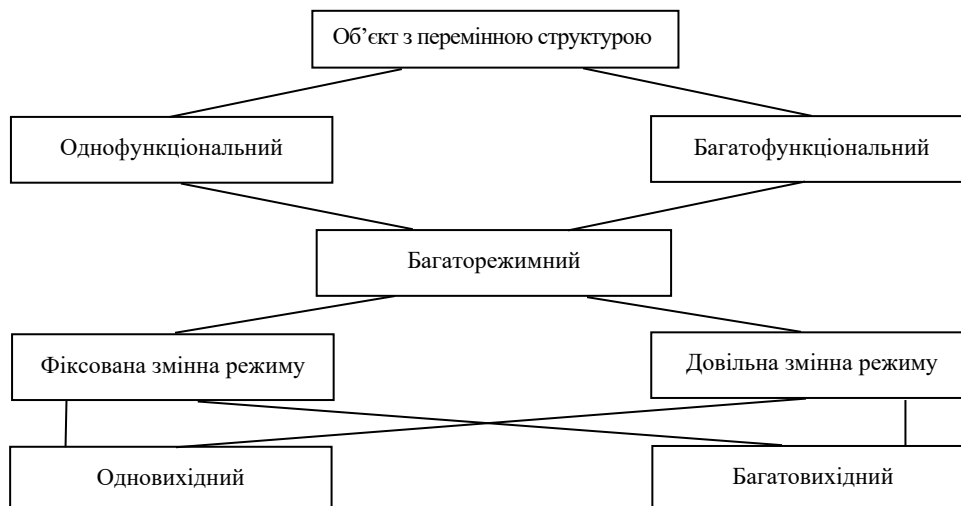 Об’єкт з перемінною структурою
Однофункціональний
Багатофункціональний
Багаторежимний
Фіксована змінна режиму
Довільна змінна режиму
Одновихідний
Багатовихідний